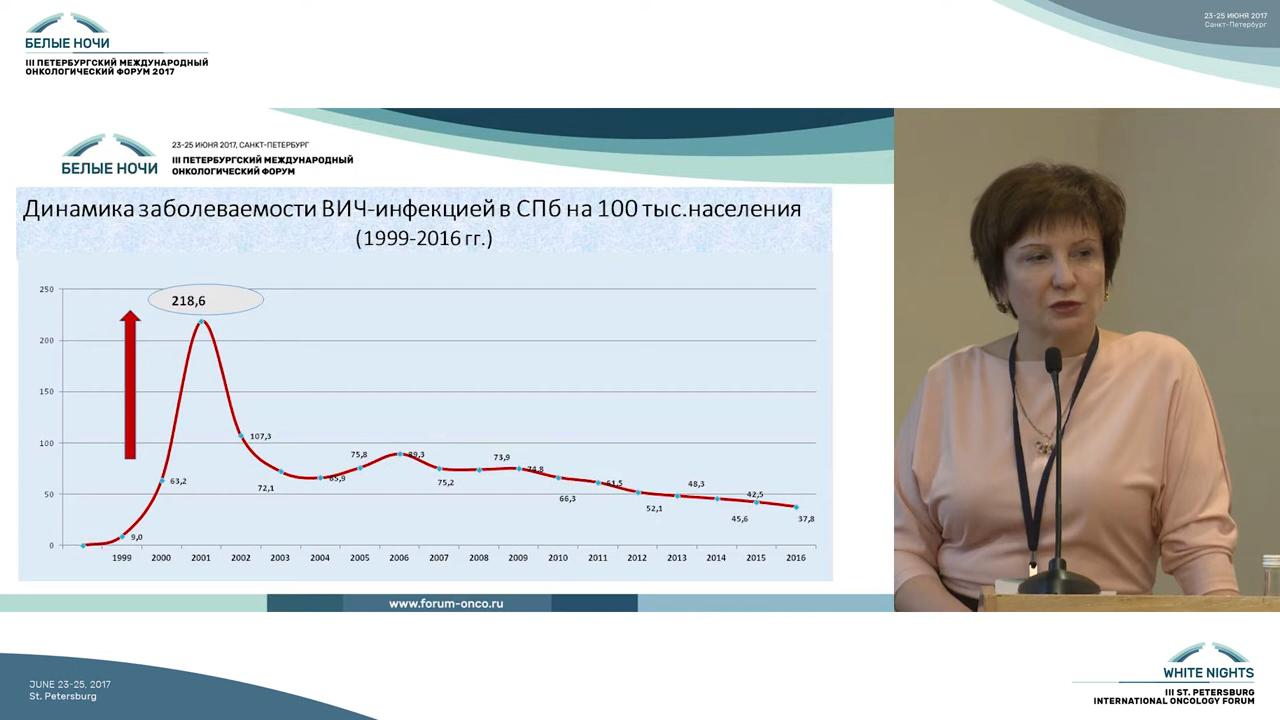 23-25 ИЮНЯ 2017
Санкт-Петербург
БЕЛЫЕ НОЧИ
III ПЕТЕРБУРГСКИЙ МЕЖДУНАРОДНЫЙ
ОНКОЛОГИЧЕСКИЙ ФОРУМ 2017
23-25 ИЮНЯ 2017, САНКТ-ПЕТЕРБУРГ
БЕЛЫЕ НОЧИ
III ПЕТЕРБУРГСКИЙ МЕЖДУНАРОДНЫЙ
ОНКОЛОГИЧЕСКИЙ ФОРУМ
Динамика заболеваемости ВИЧ-инфекцией в СПб на 100 тыс.населения
(1999-2016 гг.)
250
218,6
200
150
100
107,3
75,8
89,3
73,9
74,8
63,2
72,1
65,9
75,2
66,3
61,5
48,3
50
42,5
52,1
45,6
37,8
9,0
0
1999 2000 2001 2002 2003 2004 2005 2006 2007 2008 2009 2010 2011 2012 2013 2014 2015 2016
www.forum-onco.ru
JUNE 23-25, 2017
St. Petersburg
WHITE NIGHTS
III ST. PETERSBURG
INTERNATIONAL ONCOLOGY FORUM